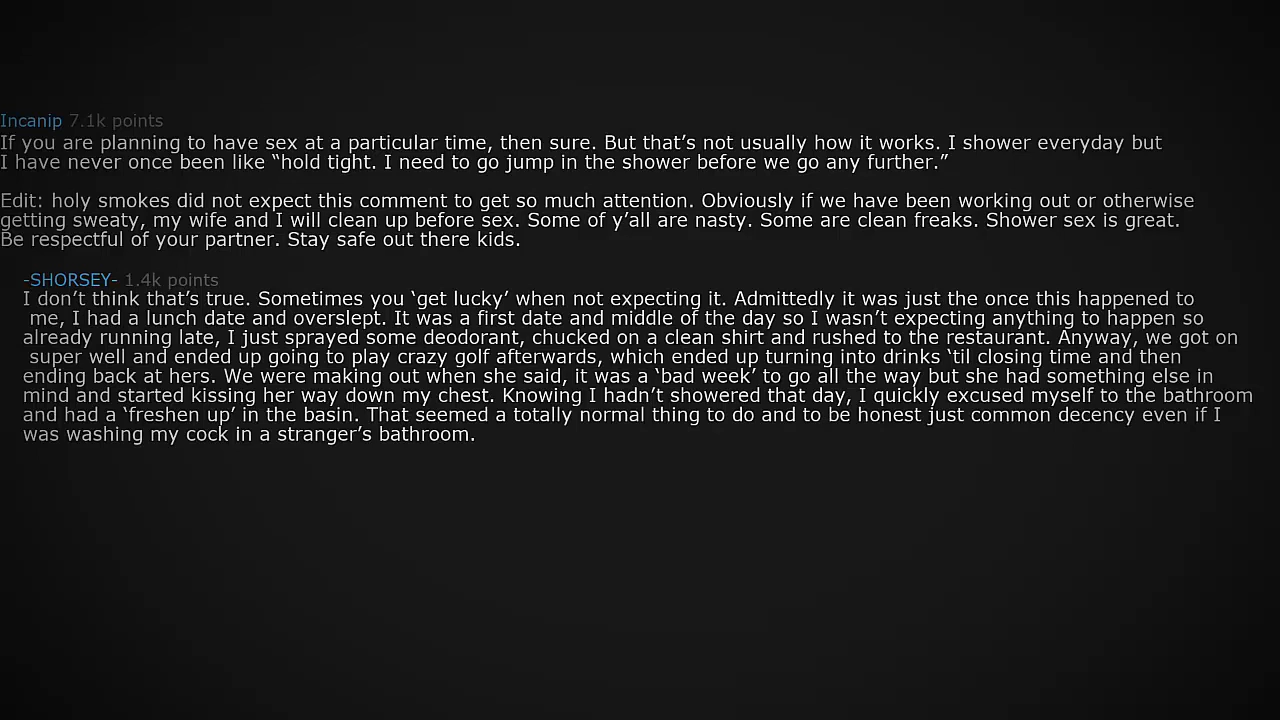 Incanip 7.1k points
If you are planning to have sex at a particular time, then sure. But that’s not usually how it works. I shower everyday but
I have never once been like “hold tight. I need to go jump in the shower before we go any further.”
Edit: holy smokes did not expect this comment to get so much attention. Obviously if we have been working out or otherwise
getting sweaty, my wife and I will clean up before sex. Some of y’all are nasty. Some are clean freaks. Shower sex is great.
Be respectful of your partner. Stay safe out there kids.
-SHORSEY- 1.4k points
I don’t think that’s true. Sometimes you ‘get lucky’ when not expecting it. Admittedly it was just the once this happened to
me, I had a lunch date and overslept. It was a first date and middle of the day so I wasn’t expecting anything to happen so
already running late, I just sprayed some deodorant, chucked on a clean shirt and rushed to the restaurant. Anyway, we got on
super well and ended up going to play crazy golf afterwards, which ended up turning into drinks ‘til closing time and then
ending back at hers. We were making out when she said, it was a ‘bad week’ to go all the way but she had something else in
mind and started kissing her way down my chest. Knowing I hadn’t showered that day, I quickly excused myself to the bathroom
and had a ‘freshen up’ in the basin. That seemed a totally normal thing to do and to be honest just common decency even if I
was washing my cock in a stranger’s bathroom.